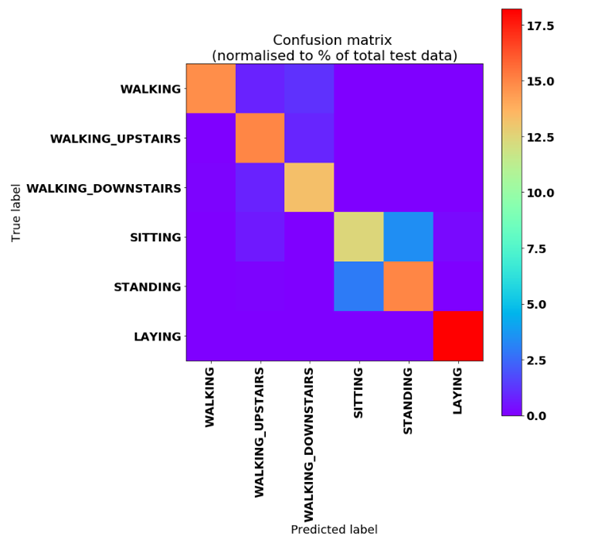 Confusion matrix
(normalised to % of total test data)
True label
WALKING
WALKING_UPSTAIRS
WALKING_DOWNSTAIRS
SITTING
STANDING
LAYING
WALKING
WALKING_UPSTAIRS
WALKING_DOWNSTAIRS
SITTING
STANDING
LAYING
Predicted label
17.5
15.0
12.5
10.0
7.5
5.0
2.5
0.0